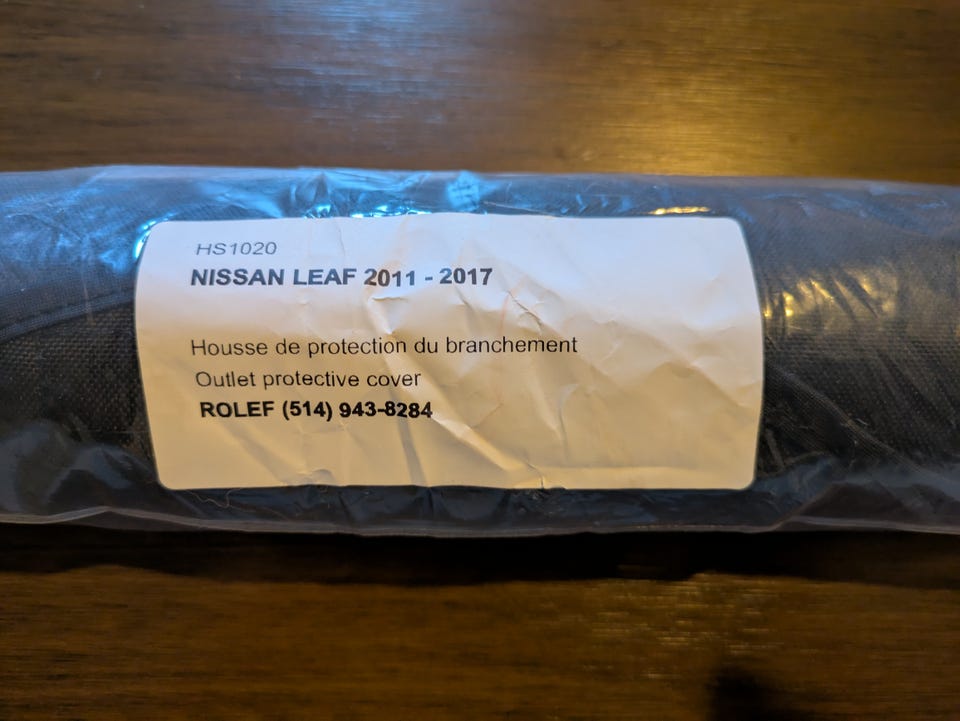 HS1020
NISSAN LEAF 2011 - 2017
Housse de protection du branchement
Outlet protective cover
ROLEF (514) 943-8284